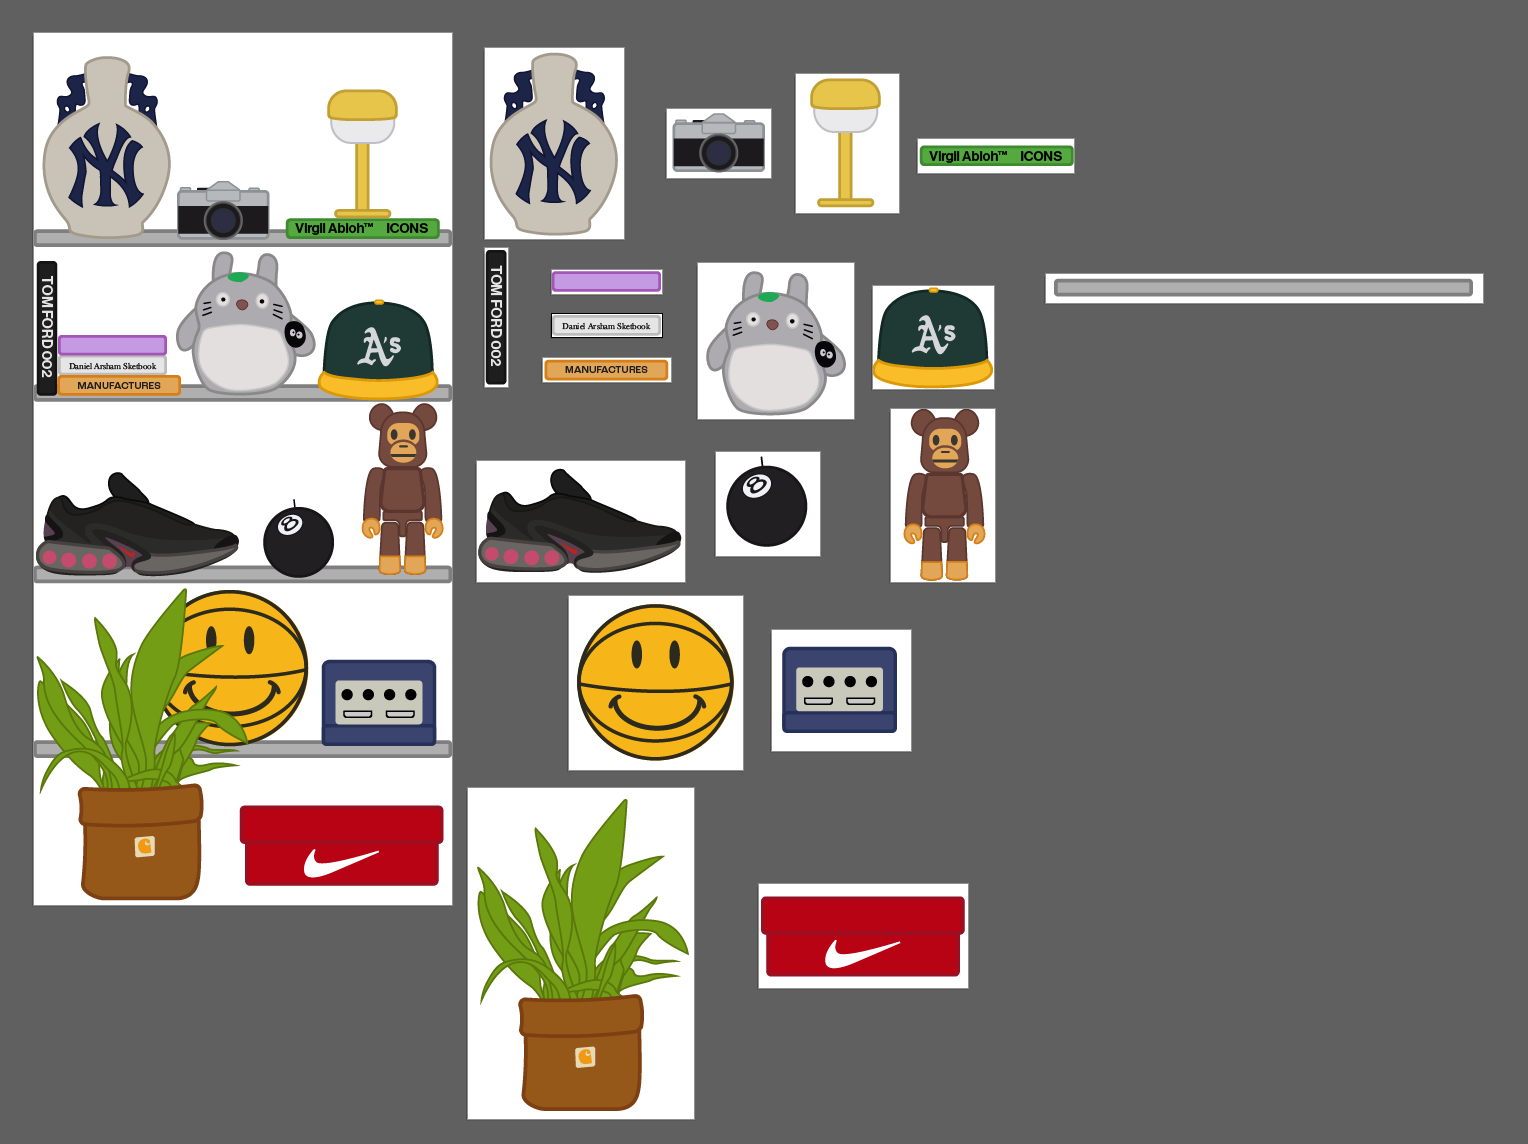 NY
Virgil Abloh™ ICONS
TOM FORD 002
Daniel Arsham Sketbook
MANUFACTURES
A's
8
NY
Virgil Abloh™ ICONS
TOM FORD 002
Daniel Arsham Sketbook
MANUFACTURES
A's
8